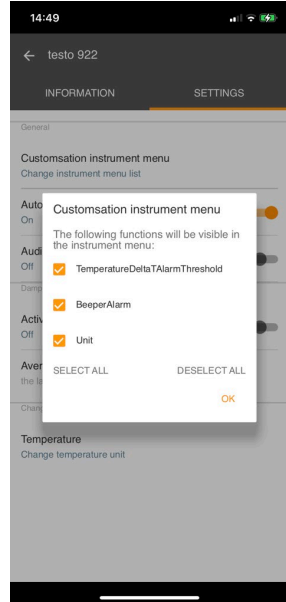 14:49
testo 922
INFORMATION
SETTINGS
General
Customsation instrument menu
Change instrument menu list
Auto
On
Customsation instrument menu
The following functions will be visible in
the instrument menu:
Audi
Off
TemperatureDeltaTAlarmThreshold
Damp
BeeperAlarm
Activ
Off
Unit
Aver
the la
SELECT ALL
DESELECT ALL
OK
Chan
Temperature
Change temperature unit